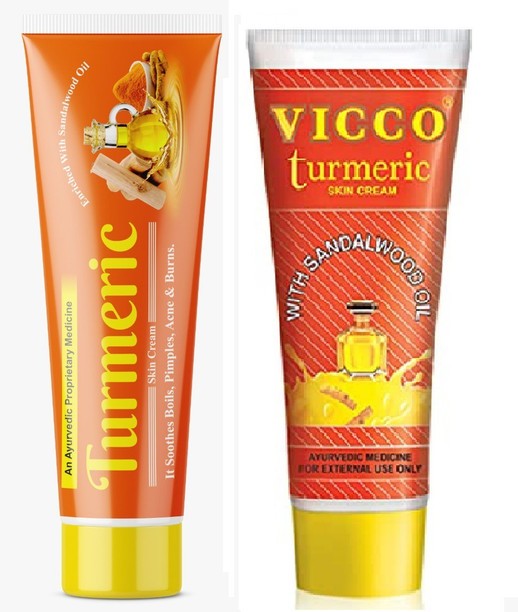 Enriched With Sandalwood Oil
An Ayurvedic Proprietary Medicine
Turmeric
Skin Cream
It Soothes Boils, Pimples, Acne & Burns.
VICCO®
turmeric
SKIN CREAM
WITH SANDALWOOD OIL
AYURVEDIC MEDICINE
FOR EXTERNAL USE ONLY